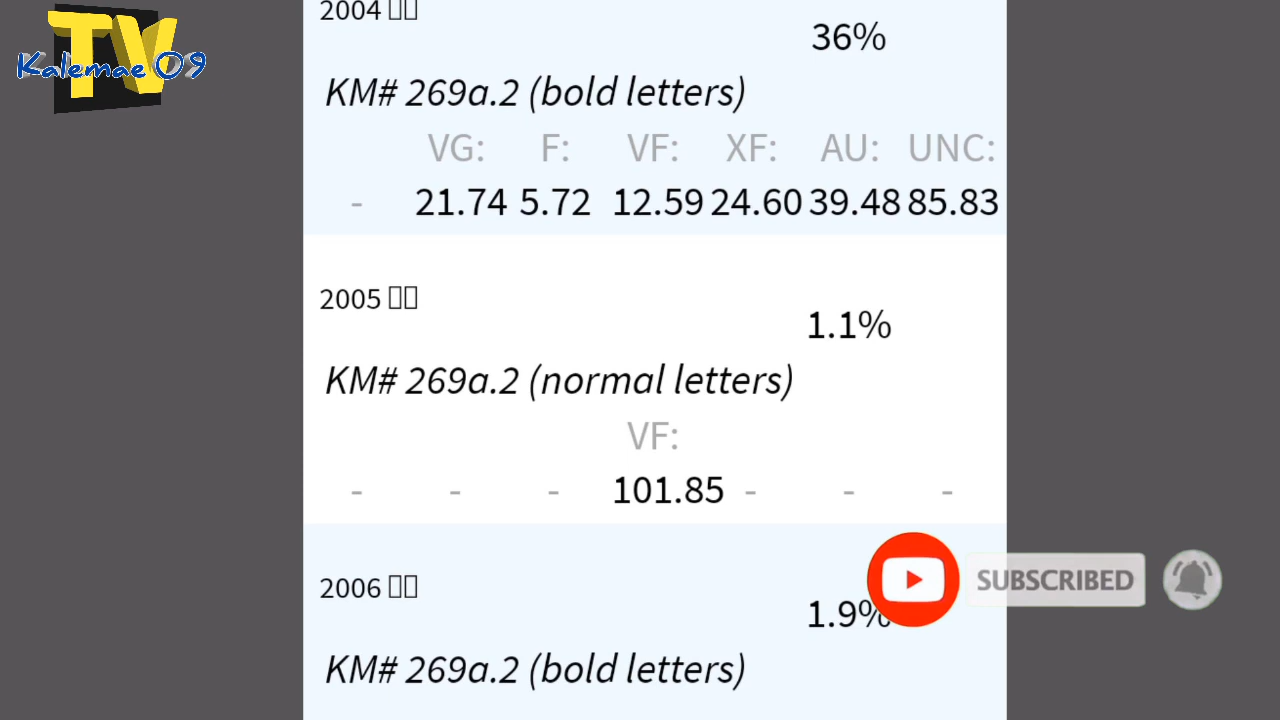 TV
Kalemae 09
2004
36%
KM# 269a.2 (bold letters)
VG: F: VF: XF: AU: UNC:
- 21.74 5.72 12.59 24.60 39.48 85.83
2005
1.1%
KM# 269a.2 (normal letters)
VF:
- - - 101.85 - - -
2006
SUBSCRIBED
1.9%
KM# 269a.2 (bold letters)